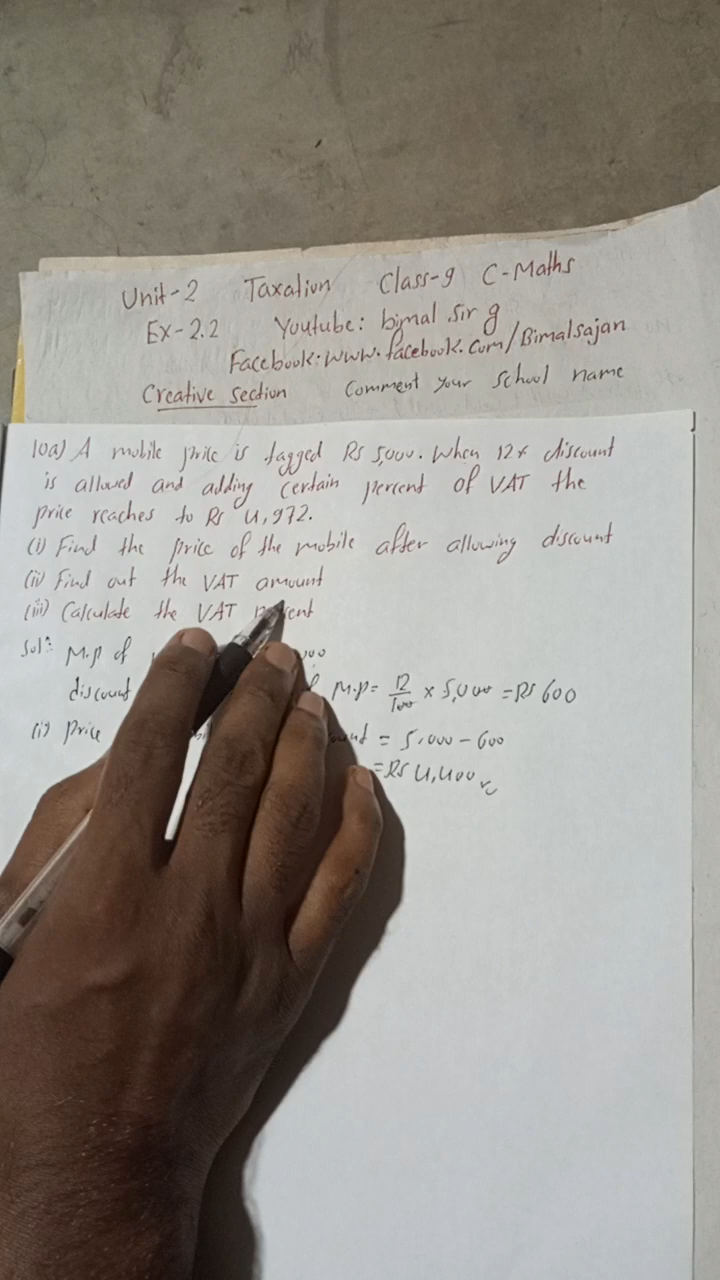 Unit-2 Taxation Class-9 C-Maths
Ex-2.2 Youtube: bimal sir g
Facebook: www.facebook.com/Bimalsajan
Creative section Comment your school name
10a) A mobile price is tagged Rs 5,000. When 12% discount
is allowed and adding certain percent of VAT the
price reaches to Rs 4,972.
(i) Find the price of the mobile after allowing discount
(ii) Find out the VAT amount
(iii) Calculate the VAT
Solⁿ: M.p of
discount M.p = 12/100 × 5,000 = Rs 600
(i) Price = 5,000 - 600
= Rs 4,400